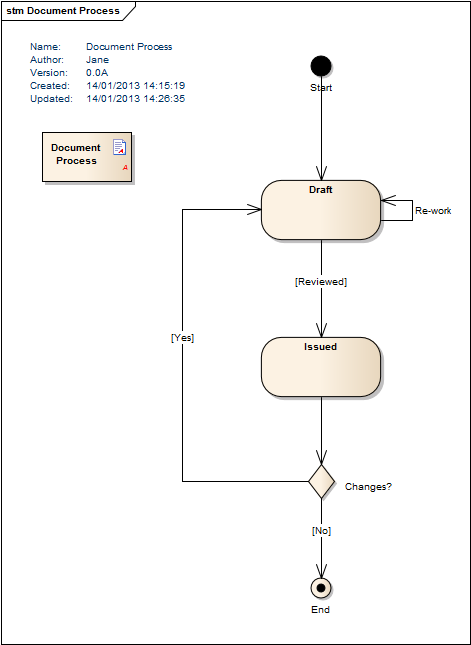 stm Document Process
Name: Document Process
Author: Jane
Version: 0.0A
Created: 14/01/2013 14:15:19
Updated: 14/01/2013 14:26:35
Start
Document
Process
A
Draft
Re-work
[Reviewed]
[Yes]
Issued
Changes?
[No]
End